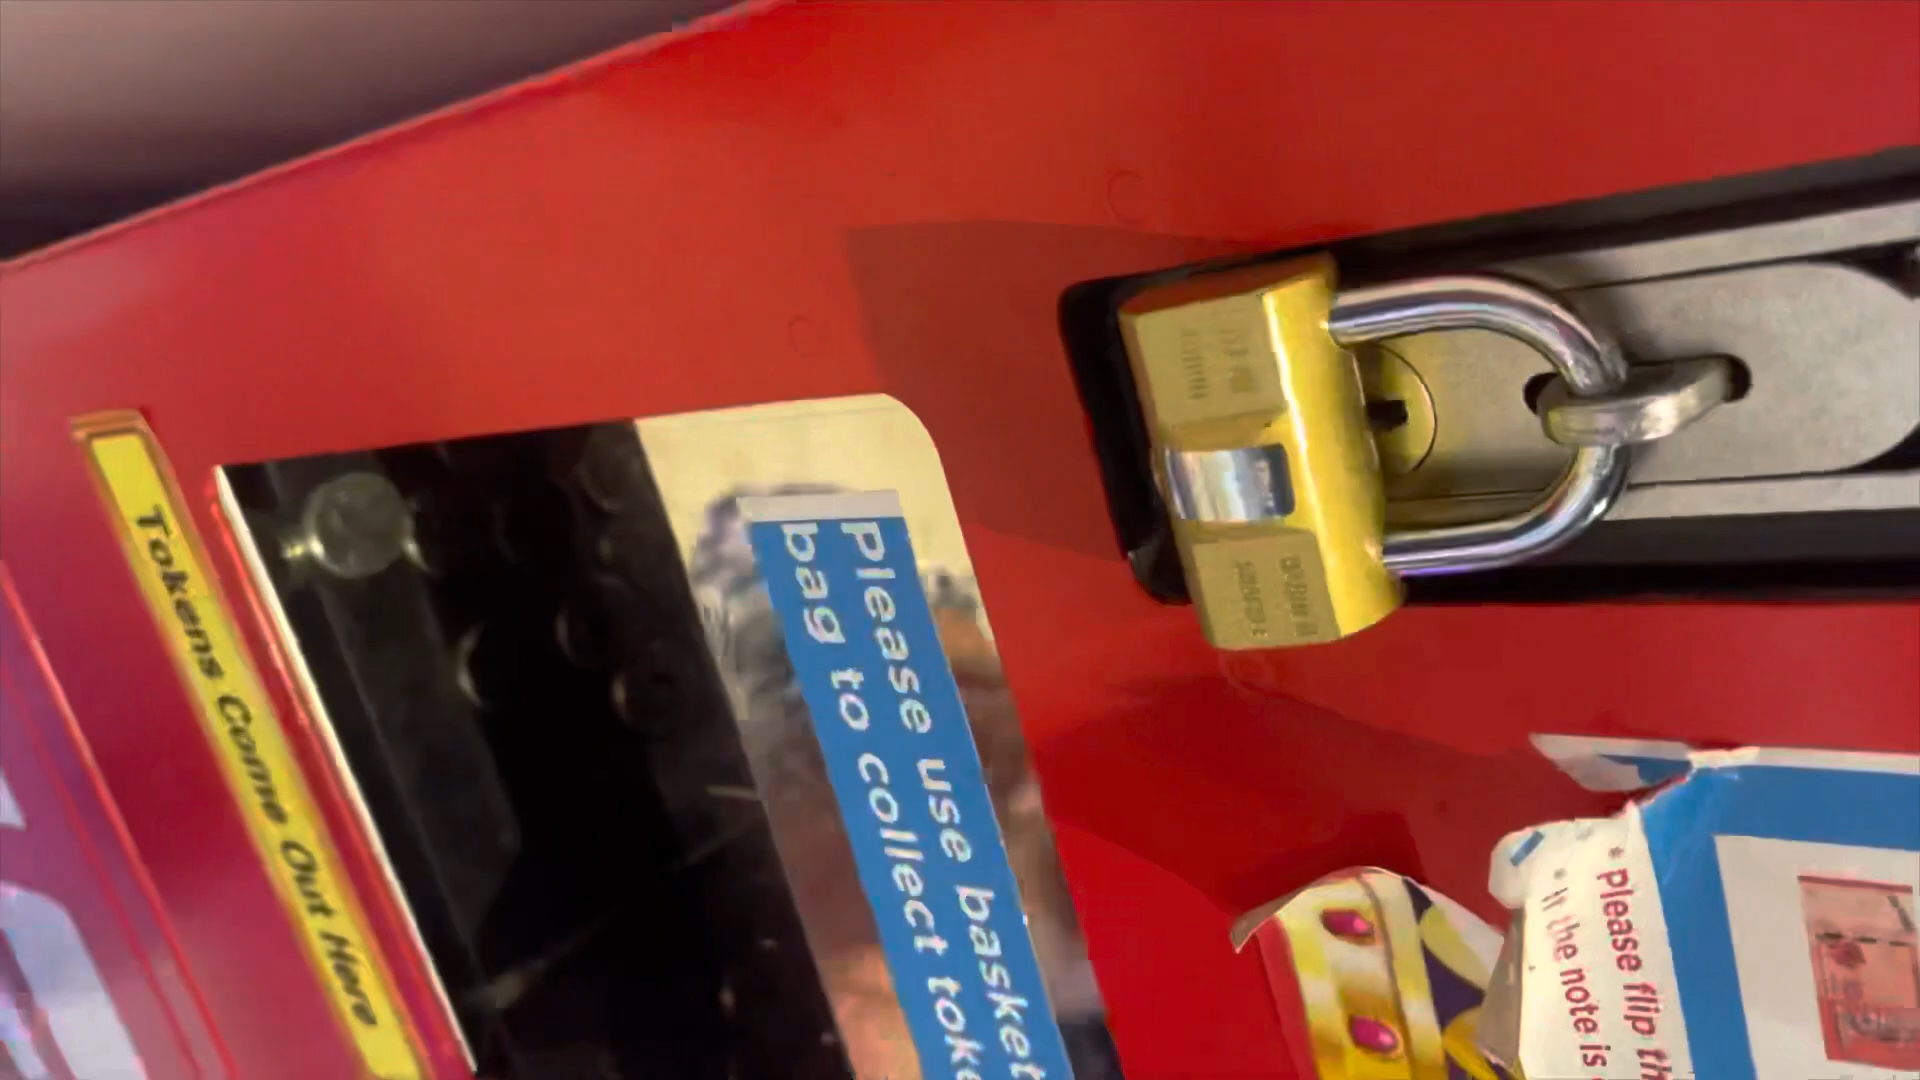 Please use basket
bag to collect toke
Tokens Come Out Here
* please flip th
* If the note is